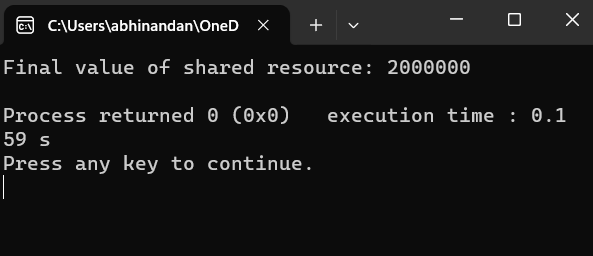 C:\Users\abhinandan\OneD
Final value of shared resource: 2000000
Process returned 0 (0x0)   execution time : 0.1
59 s
Press any key to continue.